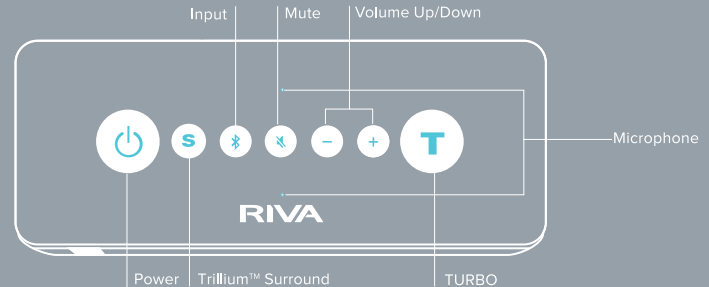 Input
Mute
Volume Up/Down
S
T
Microphone
RIVA
Power
Trillium™ Surround
TURBO